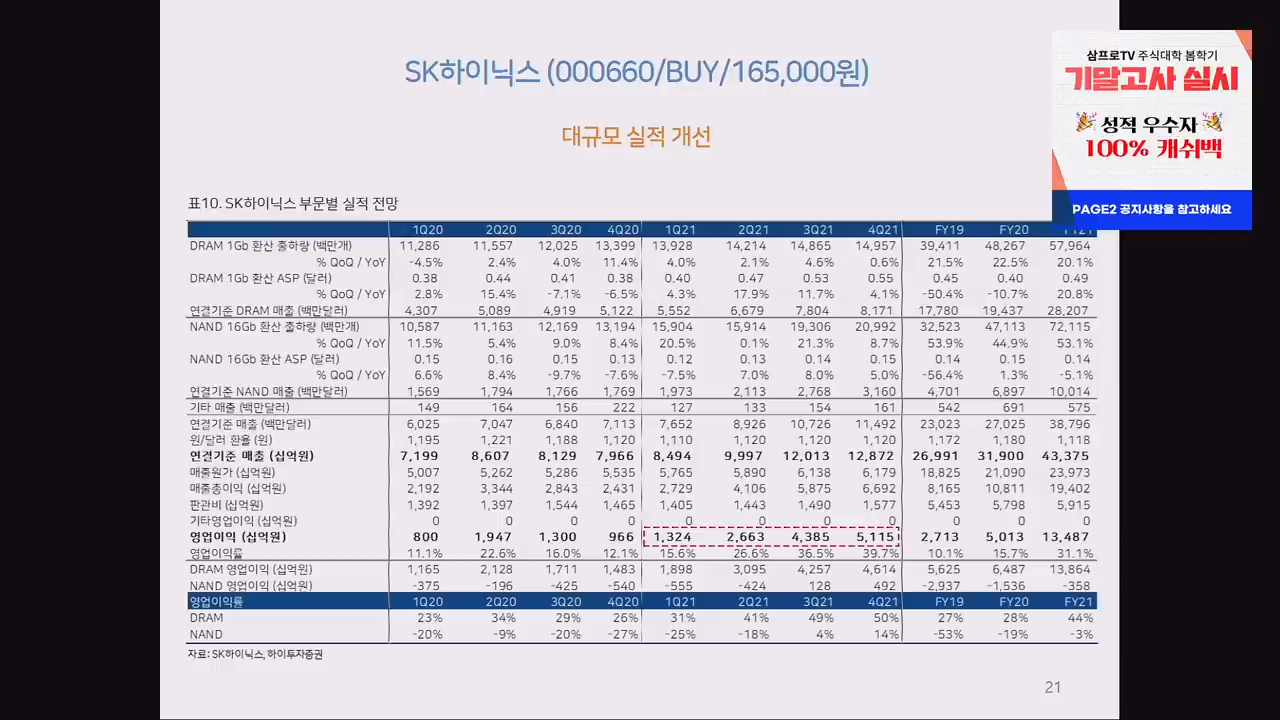 SK하이닉스 (000660/BUY/165,000원)
대규모 실적 개선
삼프로TV 주식대학 봄학기
기말고사 실시
성적 우수자
100% 캐쉬백
PAGE2 공지사항을 참고하세요
표10. SK하이닉스 부문별 실적 전망
1Q20 2Q20 3Q20 4Q20 1Q21 2Q21 3Q21 4Q21 FY19 FY20 FY21
DRAM 1Gb 환산 출하량 (백만개) 11,286 11,557 12,025 13,399 13,928 14,214 14,865 14,957 39,411 48,267 57,964
% QoQ / YoY -4.5% 2.4% 4.0% 11.4% 4.0% 2.1% 4.6% 0.6% 21.5% 22.5% 20.1%
DRAM 1Gb 환산 ASP (달러) 0.38 0.44 0.41 0.38 0.40 0.47 0.53 0.55 0.45 0.40 0.49
% QoQ / YoY 2.8% 15.4% -7.1% -6.5% 4.3% 17.9% 11.7% 4.1% -50.4% -10.7% 20.8%
연결기준 DRAM 매출 (백만달러) 4,307 5,089 4,919 5,122 5,552 6,679 7,804 8,171 17,780 19,437 28,207
NAND 16Gb 환산 출하량 (백만개) 10,587 11,163 12,169 13,194 15,904 15,914 19,306 20,992 32,523 47,113 72,115
% QoQ / YoY 11.5% 5.4% 9.0% 8.4% 20.5% 0.1% 21.3% 8.7% 53.9% 44.9% 53.1%
NAND 16Gb 환산 ASP (달러) 0.15 0.16 0.15 0.13 0.12 0.13 0.14 0.15 0.14 0.15 0.14
% QoQ / YoY 6.6% 8.4% -9.7% -7.6% -7.5% 7.0% 8.0% 5.0% -56.4% 1.3% -5.1%
연결기준 NAND 매출 (백만달러) 1,569 1,794 1,766 1,769 1,973 2,113 2,768 3,160 4,701 6,897 10,014
기타 매출 (백만달러) 149 164 156 222 127 133 154 161 542 691 575
연결기준 매출 (백만달러) 6,025 7,047 6,840 7,113 7,652 8,926 10,726 11,492 23,023 27,025 38,796
원/달러 환율 (원) 1,195 1,221 1,188 1,120 1,110 1,120 1,120 1,120 1,172 1,180 1,118
연결기준 매출 (십억원) 7,199 8,607 8,129 7,966 8,494 9,997 12,013 12,872 26,991 31,900 43,375
매출원가 (십억원) 5,007 5,262 5,286 5,535 5,765 5,890 6,138 6,179 18,825 21,090 23,973
매출총이익 (십억원) 2,192 3,344 2,843 2,431 2,729 4,106 5,875 6,692 8,165 10,811 19,402
판관비 (십억원) 1,392 1,397 1,544 1,465 1,405 1,443 1,490 1,577 5,453 5,798 5,915
기타영업이익 (십억원) 0 0 0 0 0 0 0 0 0 0 0
영업이익 (십억원) 800 1,947 1,300 966 1,324 2,663 4,385 5,115 2,713 5,013 13,487
영업이익률 11.1% 22.6% 16.0% 12.1% 15.6% 26.6% 36.5% 39.7% 10.1% 15.7% 31.1%
DRAM 영업이익 (십억원) 1,165 2,128 1,711 1,483 1,898 3,095 4,257 4,614 5,625 6,487 13,864
NAND 영업이익 (십억원) -375 -196 -425 -540 -555 -424 128 492 -2,937 -1,536 -358
영업이익률 1Q20 2Q20 3Q20 4Q20 1Q21 2Q21 3Q21 4Q21 FY19 FY20 FY21
DRAM 23% 34% 29% 26% 31% 41% 49% 50% 27% 28% 44%
NAND -20% -9% -20% -27% -25% -18% 4% 14% -53% -19% -3%
자료: SK하이닉스, 하이투자증권
21